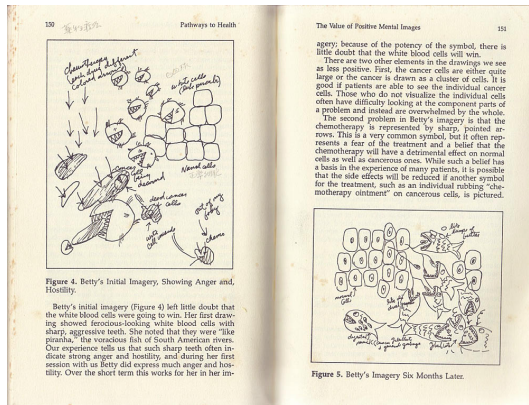 150
Pathways to Health
chemotherapy
each drug different
colored arrow
white cells
Normal cells
dead cancer
cells
white
cells
chemo
Figure 4. Betty's Initial Imagery, Showing Anger and,
Hostility.
Betty's initial imagery (Figure 4) left little doubt that
the white blood cells were going to win. Her first draw-
ing showed ferocious-looking white blood cells with
sharp, aggressive teeth. She noted that they were "like
piranha," the voracious fish of South American rivers.
Our experience tells us that such sharp teeth often in-
dicate strong anger and hostility, and during her first
session with us Betty did express much anger and hos-
tility. Over the short term this works for her in her im-
The Value of Positive Mental Images
151
agery; because of the potency of the symbol, there is
little doubt that the white blood cells will win.
There are two other elements in the drawings we see
as less positive. First, the cancer cells are either quite
large or the cancer is drawn as a cluster of cells. It is
good if patients are able to see the individual cancer
cells. Those who do not visualize the individual cells
often have difficulty looking at the component parts of
a problem and instead are overwhelmed by the whole.
The second problem in Betty's imagery is that the
chemotherapy is represented by sharp, pointed ar-
rows. This is a very common symbol, but it often rep-
resents a fear of the treatment and a belief that the
chemotherapy will have a detrimental effect on normal
cells as well as cancerous ones. While such a belief has
a basis in the experience of many patients, it is possible
that the side effects will be reduced if another symbol
for the treatment, such as an individual rubbing "che-
motherapy ointment" on cancerous cells, is pictured.
normal
cells
Figure 5. Betty's Imagery Six Months Later.